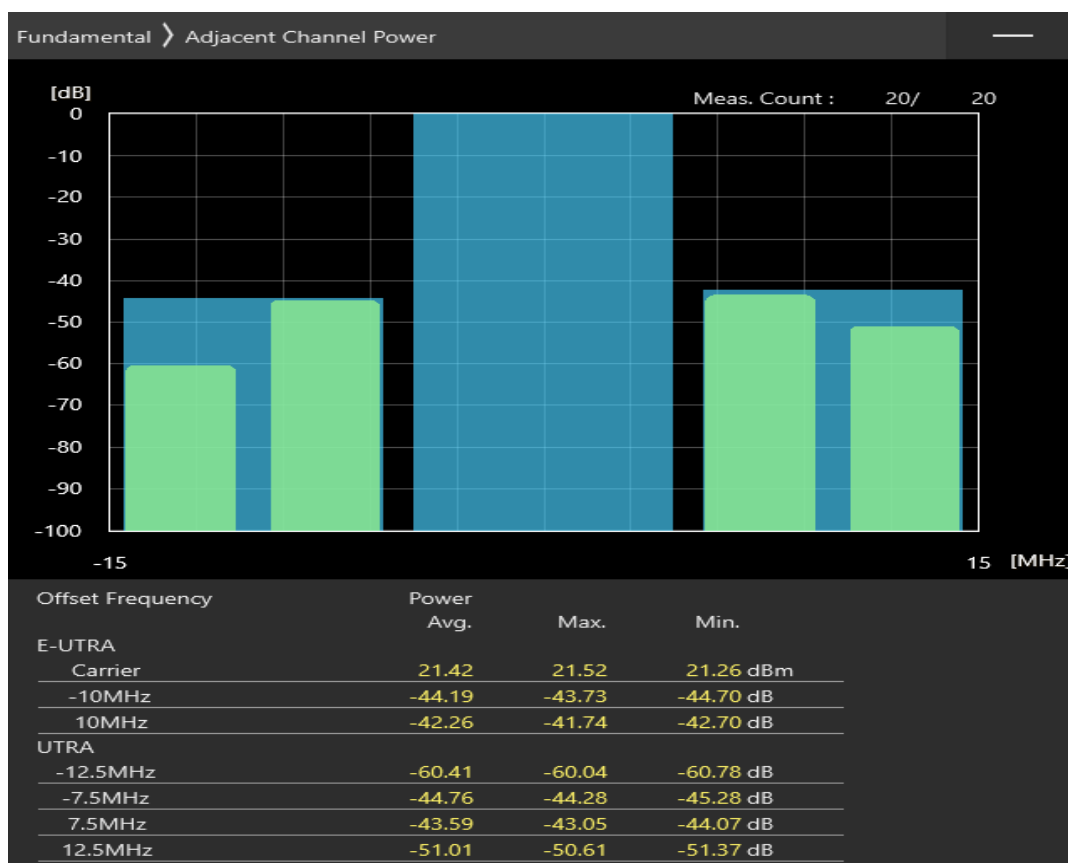 Fundamental ❯ Adjacent Channel Power
[dB]
Meas. Count : 20/ 20
0
-10
-20
-30
-40
-50
-60
-70
-80
-90
-100
-15 15 [MHz]
Offset Frequency Power
Avg. Max. Min.
E-UTRA
Carrier 21.42 21.52 21.26 dBm
-10MHz -44.19 -43.73 -44.70 dB
10MHz -42.26 -41.74 -42.70 dB
UTRA
-12.5MHz -60.41 -60.04 -60.78 dB
-7.5MHz -44.76 -44.28 -45.28 dB
7.5MHz -43.59 -43.05 -44.07 dB
12.5MHz -51.01 -50.61 -51.37 dB